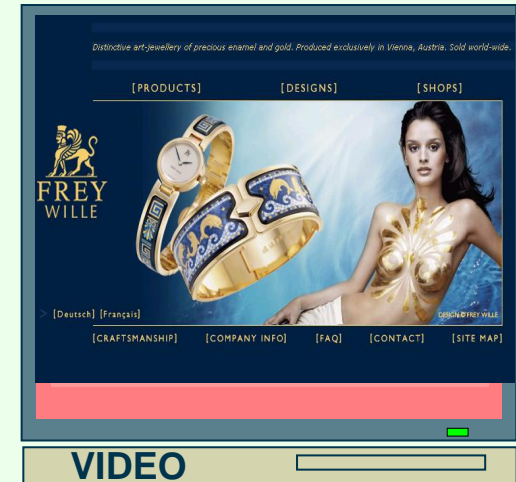 Distinctive art-jewellery of precious enamel and gold. Produced exclusively in Vienna, Austria. Sold world-wide.
[PRODUCTS] [DESIGNS] [SHOPS]
FREY
WILLE
[Deutsch] [Français]
DESIGN © FREY WILLE
[CRAFTSMANSHIP] [COMPANY INFO] [FAQ] [CONTACT] [SITE MAP]
VIDEO